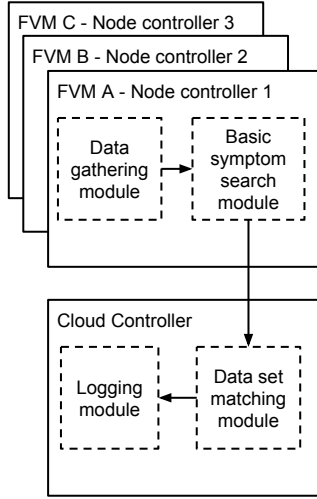 FVM C - Node controller 3
FVM B - Node controller 2
FVM A - Node controller 1
Data
gathering
module
Basic
symptom
search
module
Cloud Controller
Logging
module
Data set
matching
module